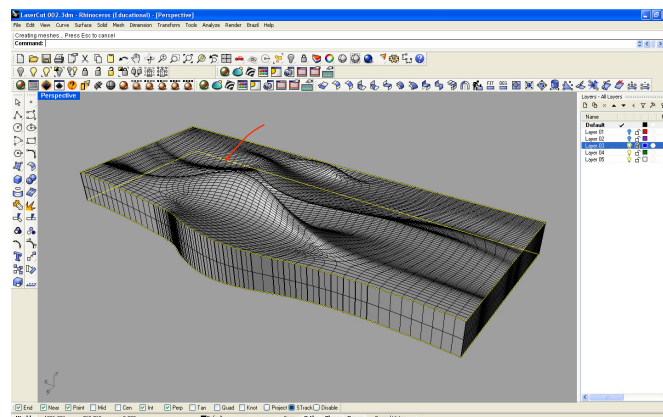 LaserCut 002.3dm - Rhinoceros (Educational) - [Perspective]
File Edit View Curve Surface Solid Mesh Dimension Transform Tools Analyze Render Brazil Help
Creating meshes... Press Esc to cancel
Command:
Perspective
Layers - All Layers
Name
Default
Layer 01
Layer 02
Layer 03
Layer 04
Layer 05
End Near Point Mid Cen Int Perp Tan Quad Knot Project STrack Disable